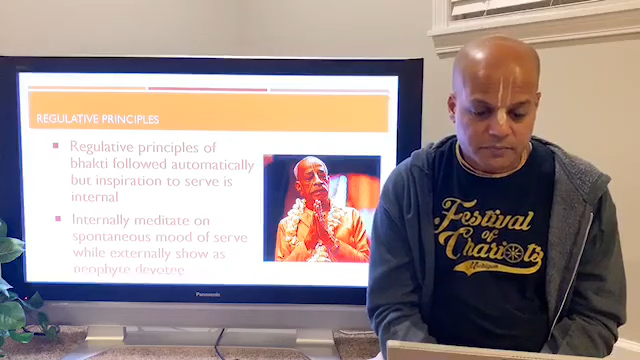 REGULATIVE PRINCIPLES
■ Regulative principles of
bhakti followed automatically
but inspiration to serve is
internal
■ Internally meditate on
spontaneous mood of serve
while externally show as
neophyte devotee
Panasonic
Festival
of
Chariots
Michigan